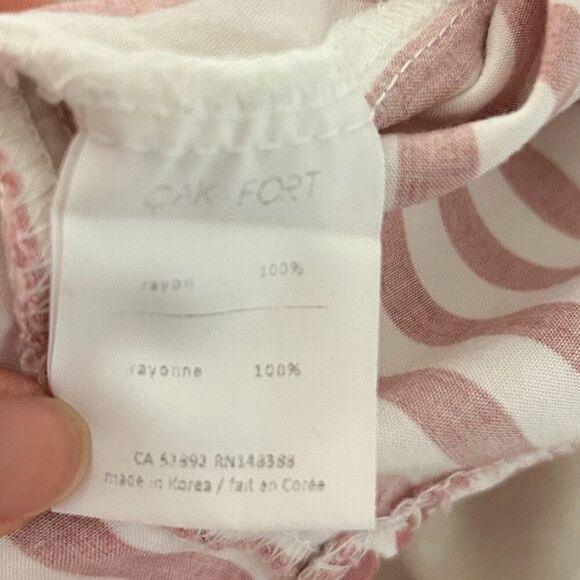 OAK + FORT
rayon 100%
rayonne 100%
CA 53892 RN148388
made in Korea / fait en Corée